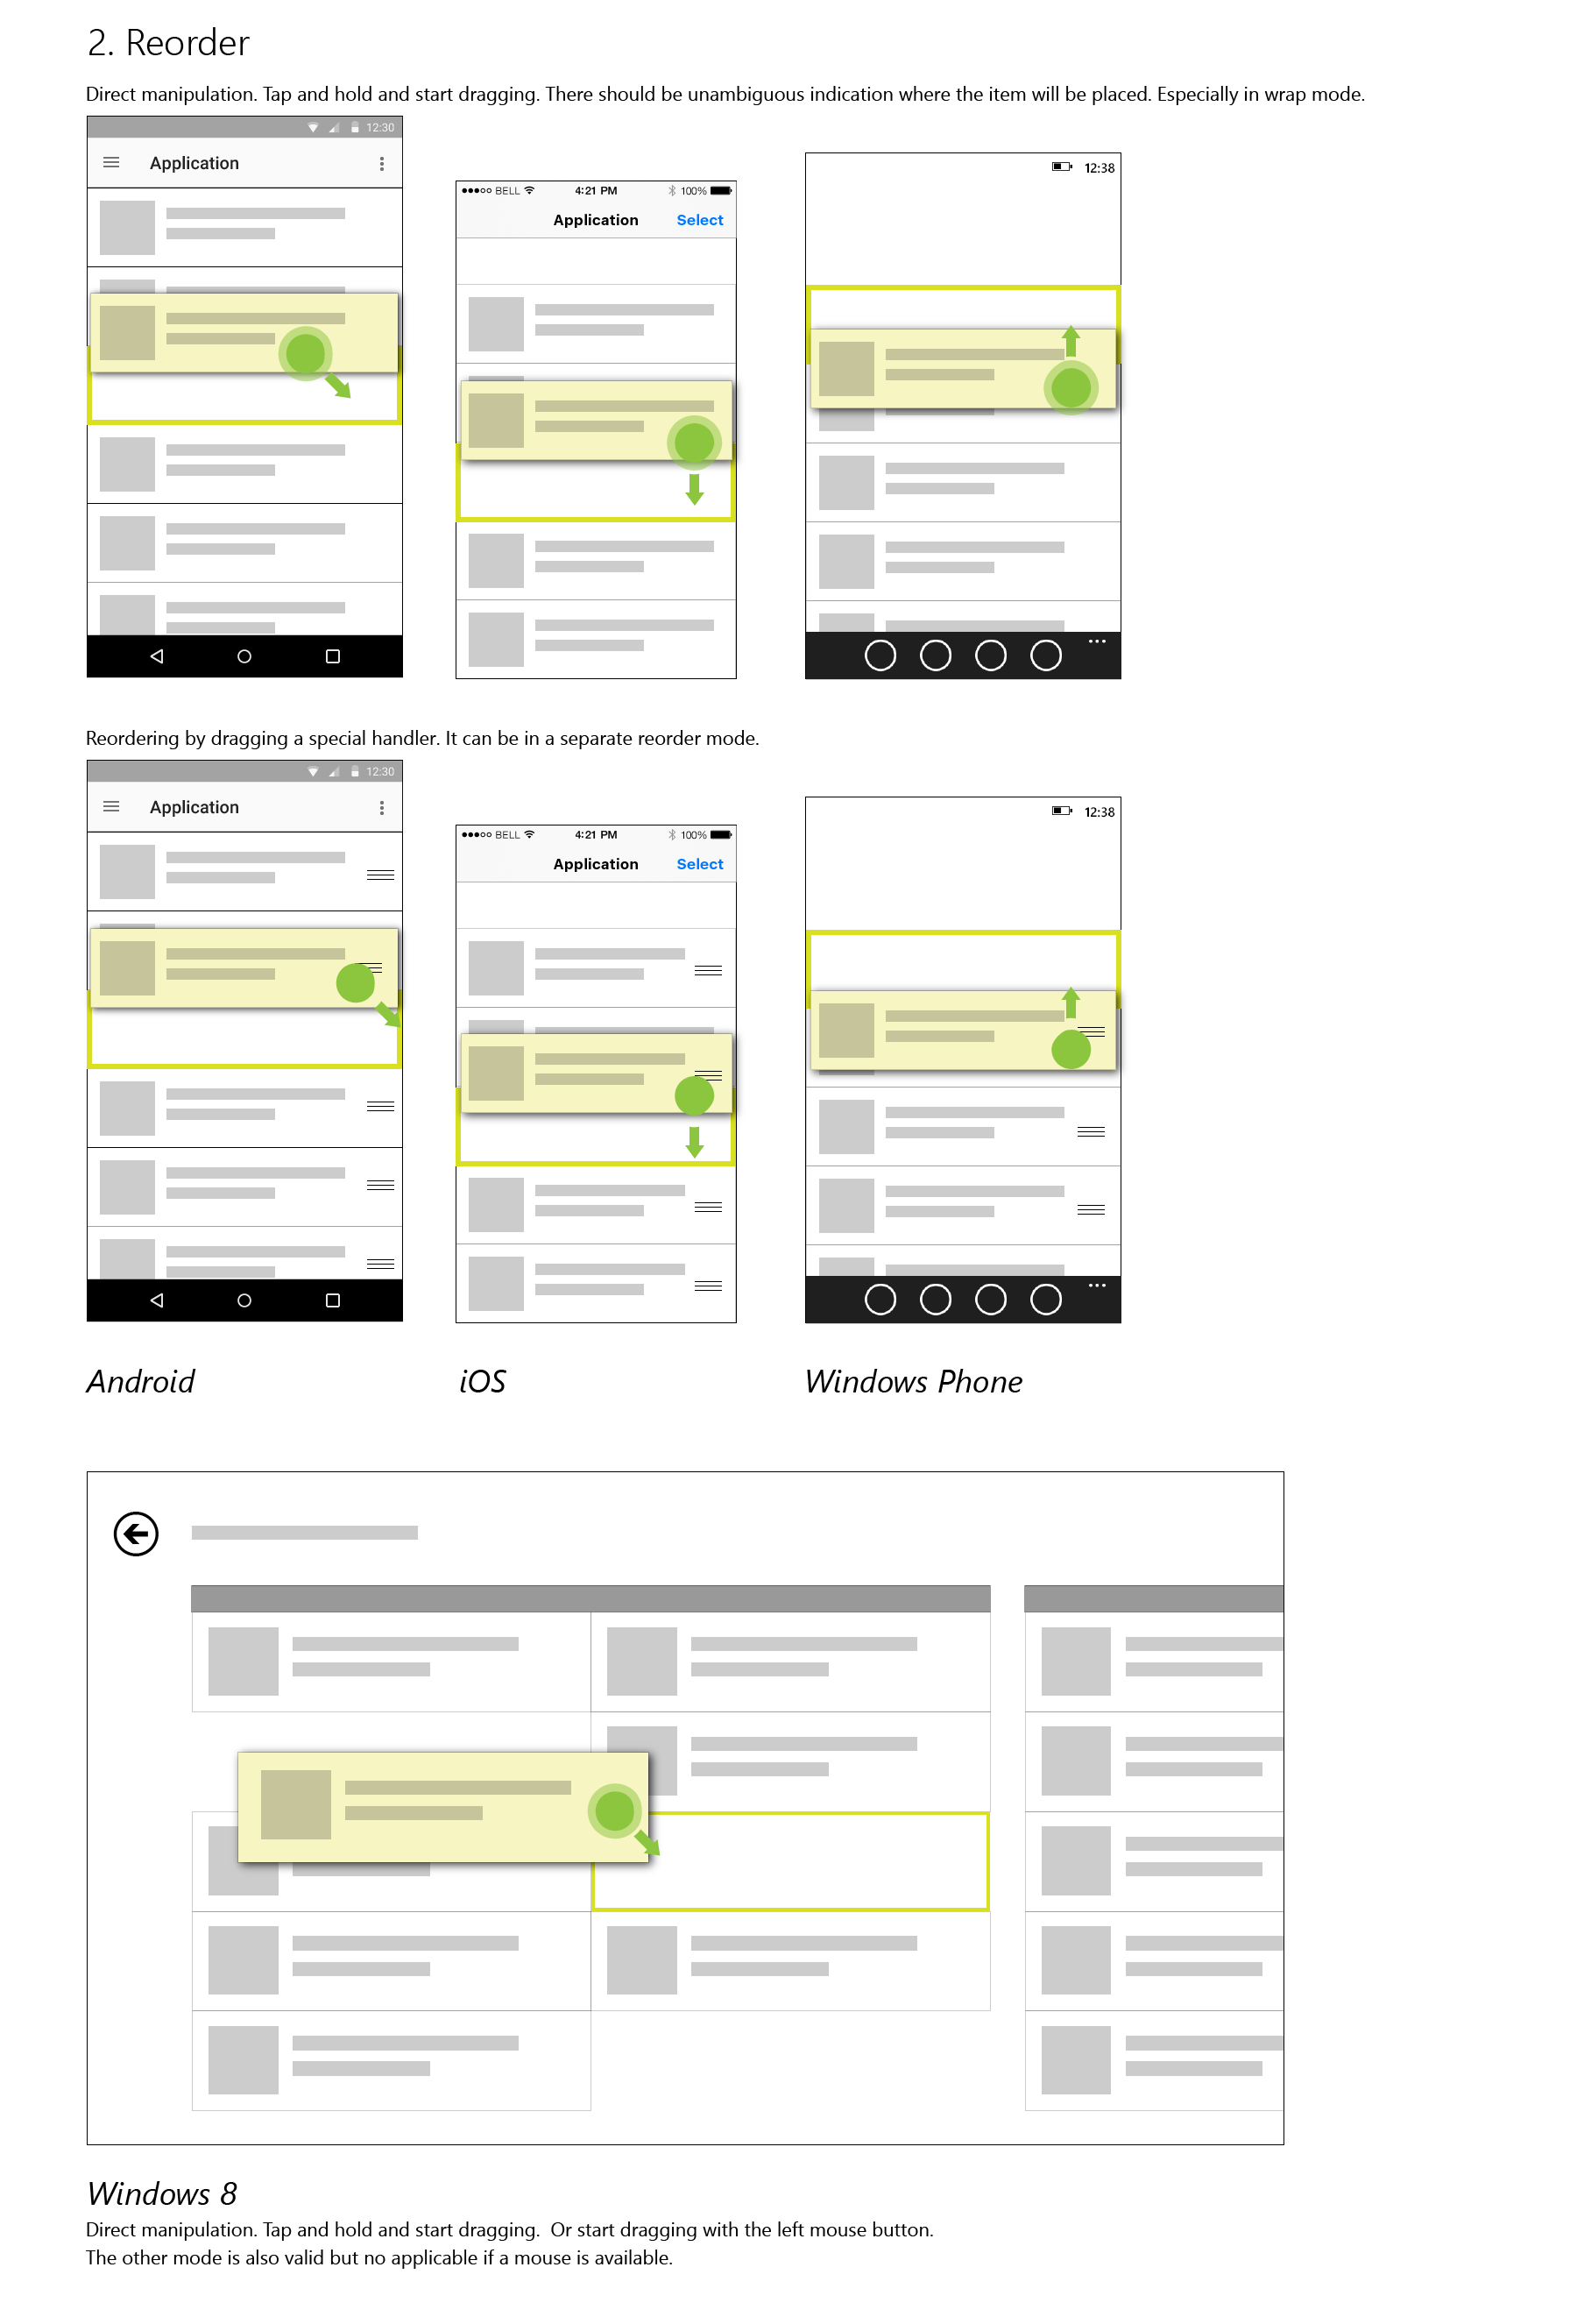 2. Reorder
Direct manipulation. Tap and hold and start dragging. There should be unambiguous indication where the item will be placed. Especially in wrap mode.
12:30
Application
BELL 4:21 PM 100%
Application Select
12:38
Reordering by dragging a special handler. It can be in a separate reorder mode.
12:30
Application
BELL 4:21 PM 100%
Application Select
12:38
Android iOS Windows Phone
Windows 8
Direct manipulation. Tap and hold and start dragging.  Or start dragging with the left mouse button.
The other mode is also valid but no applicable if a mouse is available.